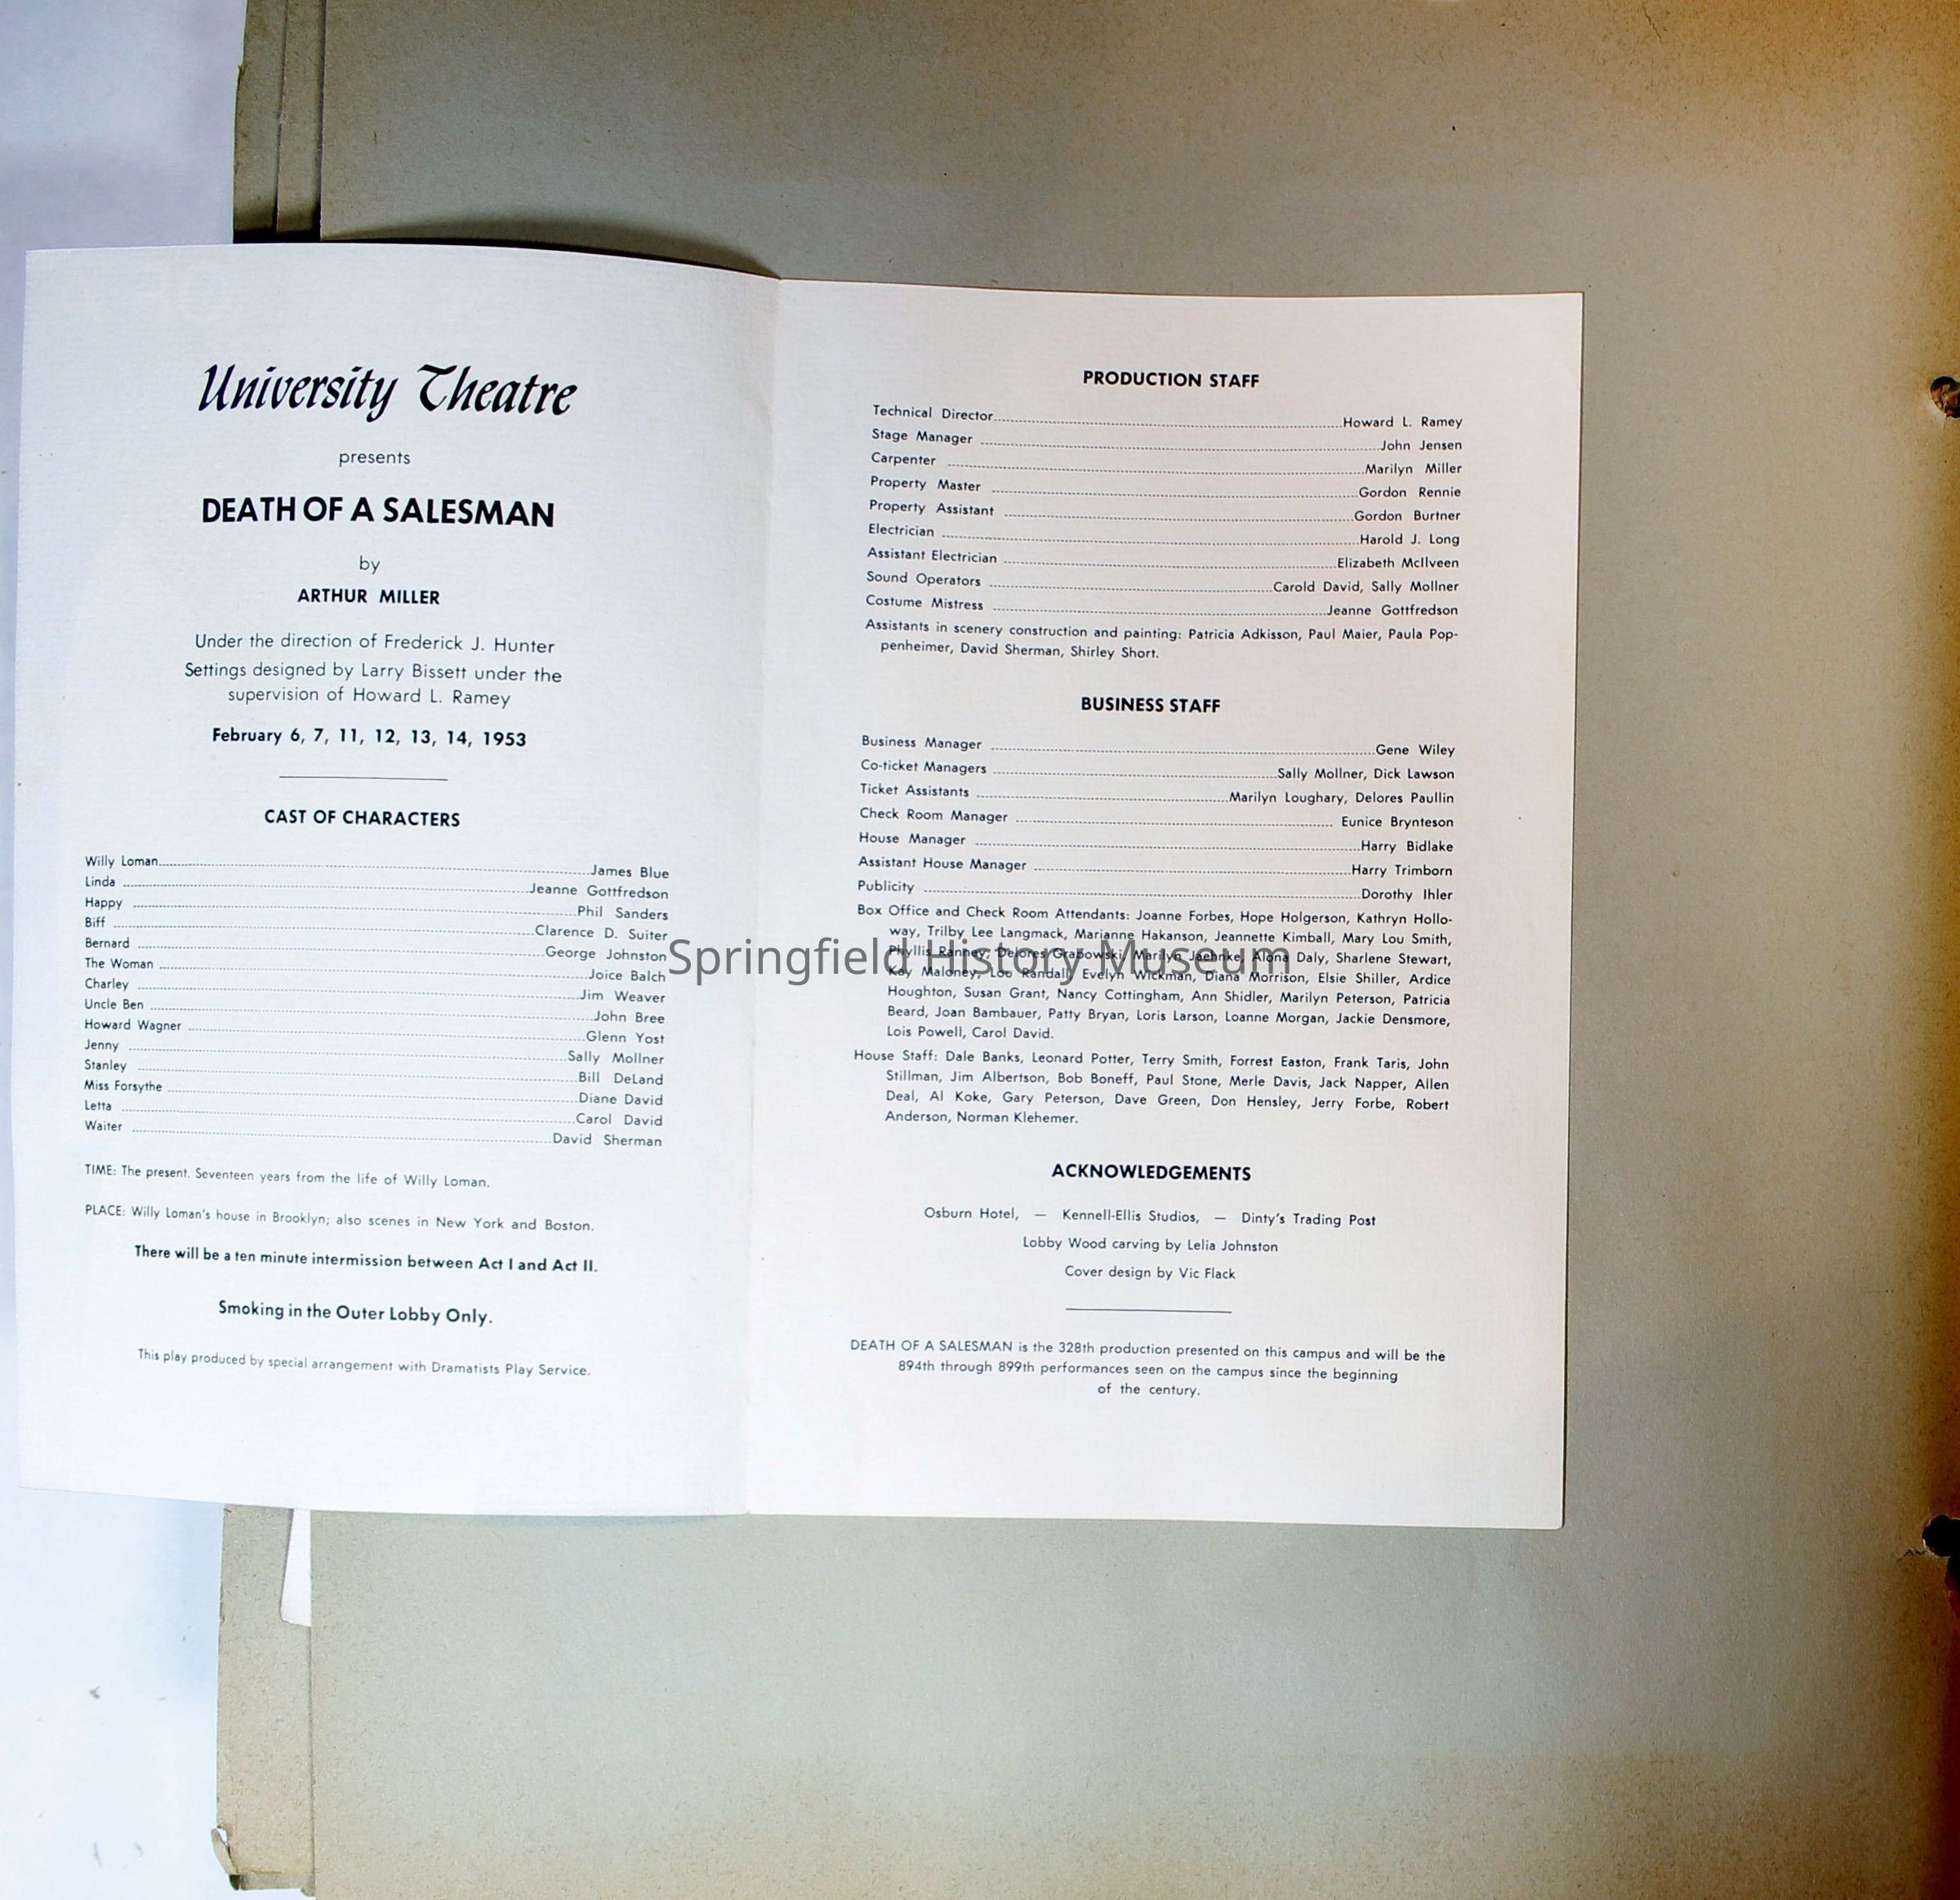 University Theatre
presents
DEATH OF A SALESMAN
by
ARTHUR MILLER
Under the direction of Frederick J. Hunter
Settings designed by Larry Bissett under the
supervision of Howard L. Ramey
February 6, 7, 11, 12, 13, 14, 1953
CAST OF CHARACTERS
Willy Loman James Blue
Linda Jeanne Gottfredson
Happy Phil Sanders
Biff Clarence D. Suiter
Bernard George Johnston
The Woman Joice Balch
Charley Jim Weaver
Uncle Ben John Bree
Howard Wagner Glenn Yost
Jenny Sally Mollner
Stanley Bill DeLand
Miss Forsythe Diane David
Letta Carol David
Waiter David Sherman
TIME: The present. Seventeen years from the life of Willy Loman.
PLACE: Willy Loman's house in Brooklyn; also scenes in New York and Boston.
There will be a ten minute intermission between Act I and Act II.
Smoking in the Outer Lobby Only.
This play produced by special arrangement with Dramatists Play Service.
PRODUCTION STAFF
Technical Director Howard L. Ramey
Stage Manager John Jensen
Carpenter Marilyn Miller
Property Master Gordon Rennie
Property Assistant Gordon Burtner
Electrician Harold J. Long
Assistant Electrician Elizabeth McIlveen
Sound Operators Carold David, Sally Mollner
Costume Mistress Jeanne Gottfredson
Assistants in scenery construction and painting: Patricia Adkisson, Paul Maier, Paula Pop-
penheimer, David Sherman, Shirley Short.
BUSINESS STAFF
Business Manager Gene Wiley
Co-ticket Managers Sally Mollner, Dick Lawson
Ticket Assistants Marilyn Loughary, Delores Paullin
Check Room Manager Eunice Brynteson
House Manager Harry Bidlake
Assistant House Manager Harry Trimborn
Publicity Dorothy Ihler
Box Office and Check Room Attendants: Joanne Forbes, Hope Holgerson, Kathryn Hollo-
way, Trilby Lee Langmack, Marianne Hakanson, Jeannette Kimball, Mary Lou Smith,
Phyllis Ranney, Delores Grabowski, Marilyn Jaehnke, Alona Daly, Sharlene Stewart,
Kay Maloney, Lou Randall, Evelyn Wickman, Diana Morrison, Elsie Shiller, Ardice
Houghton, Susan Grant, Nancy Cottingham, Ann Shidler, Marilyn Peterson, Patricia
Beard, Joan Bambauer, Patty Bryan, Loris Larson, Loanne Morgan, Jackie Densmore,
Lois Powell, Carol David.
House Staff: Dale Banks, Leonard Potter, Terry Smith, Forrest Easton, Frank Taris, John
Stillman, Jim Albertson, Bob Boneff, Paul Stone, Merle Davis, Jack Napper, Allen
Deal, Al Koke, Gary Peterson, Dave Green, Don Hensley, Jerry Forbe, Robert
Anderson, Norman Klehemer.
ACKNOWLEDGEMENTS
Osburn Hotel, — Kennell-Ellis Studios, — Dinty's Trading Post
Lobby Wood carving by Lelia Johnston
Cover design by Vic Flack
DEATH OF A SALESMAN is the 328th production presented on this campus and will be the
894th through 899th performances seen on the campus since the beginning
of the century.
Springfield History Museum